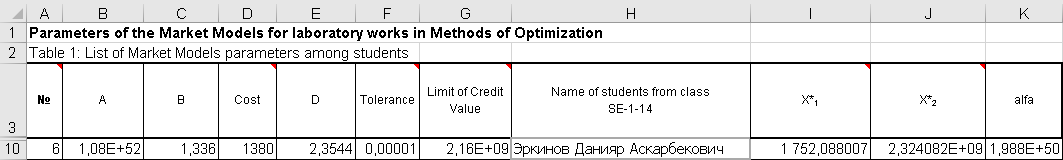 A B C D E F G H I J K
1 Parameters of the Market Models for laboratory works in Methods of Optimization
2 Table 1: List of Market Models parameters among students
3 № A B Cost D Tolerance Limit of Credit Value Name of students from class SE-1-14 X*1 X*2 alfa
10 6 1,08E+52 1,336 1380 2,3544 0,00001 2,16E+09 Эркинов Данияр Аскарбекович 1 752,088007 2,324082E+09 1,988E+50